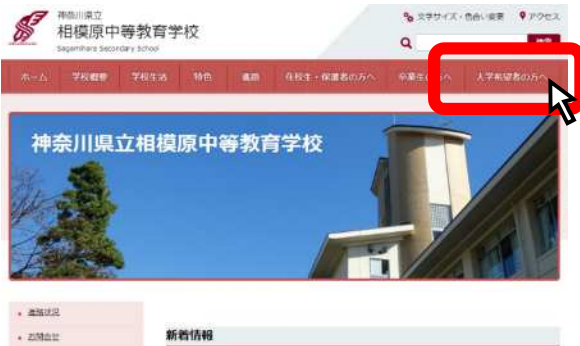 神奈川県立
相模原中等教育学校
Sagamihara Secondary School
文字サイズ・色合い変更
アクセス
検索
ホーム 学校概要 学校生活 特色 進路 在校生・保護者の方へ 卒業生の方へ 入学希望者の方へ
神奈川県立相模原中等教育学校
進路状況
お問合せ
新着情報